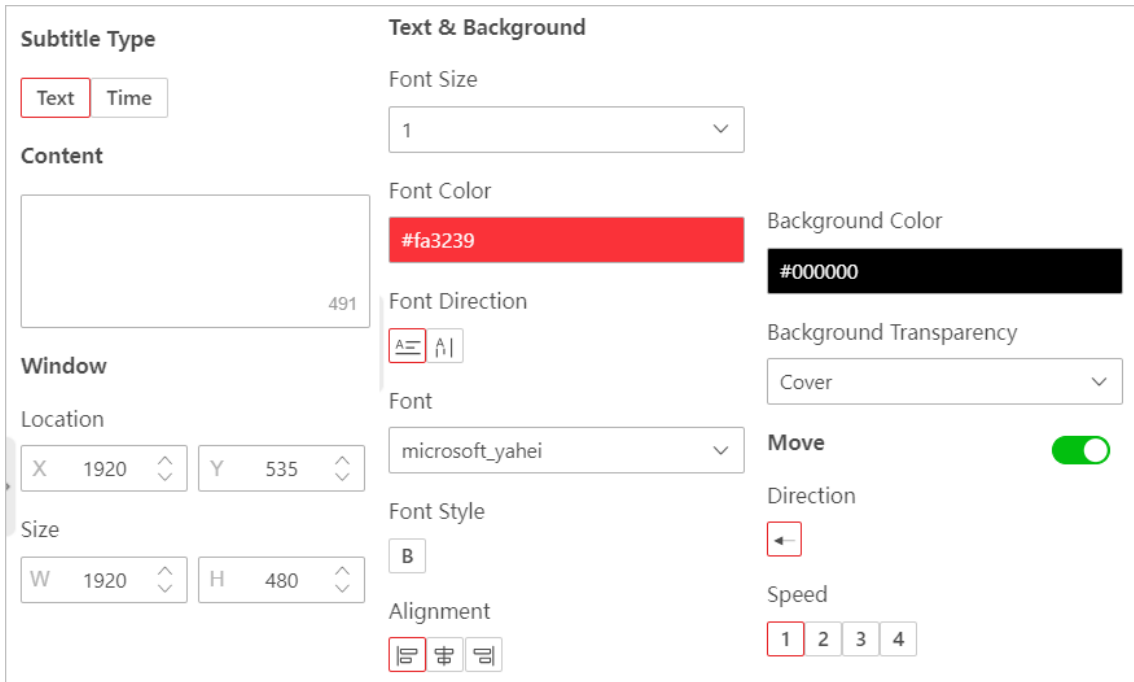 Subtitle Type
Text Time
Content
491
Window
Location
X 1920 Y 535
Size
W 1920 H 480
Text & Background
Font Size
1
Font Color
#fa3239
Font Direction
Font
microsoft_yahei
Font Style
B
Alignment
Background Color
#000000
Background Transparency
Cover
Move
Direction
Speed
1 2 3 4